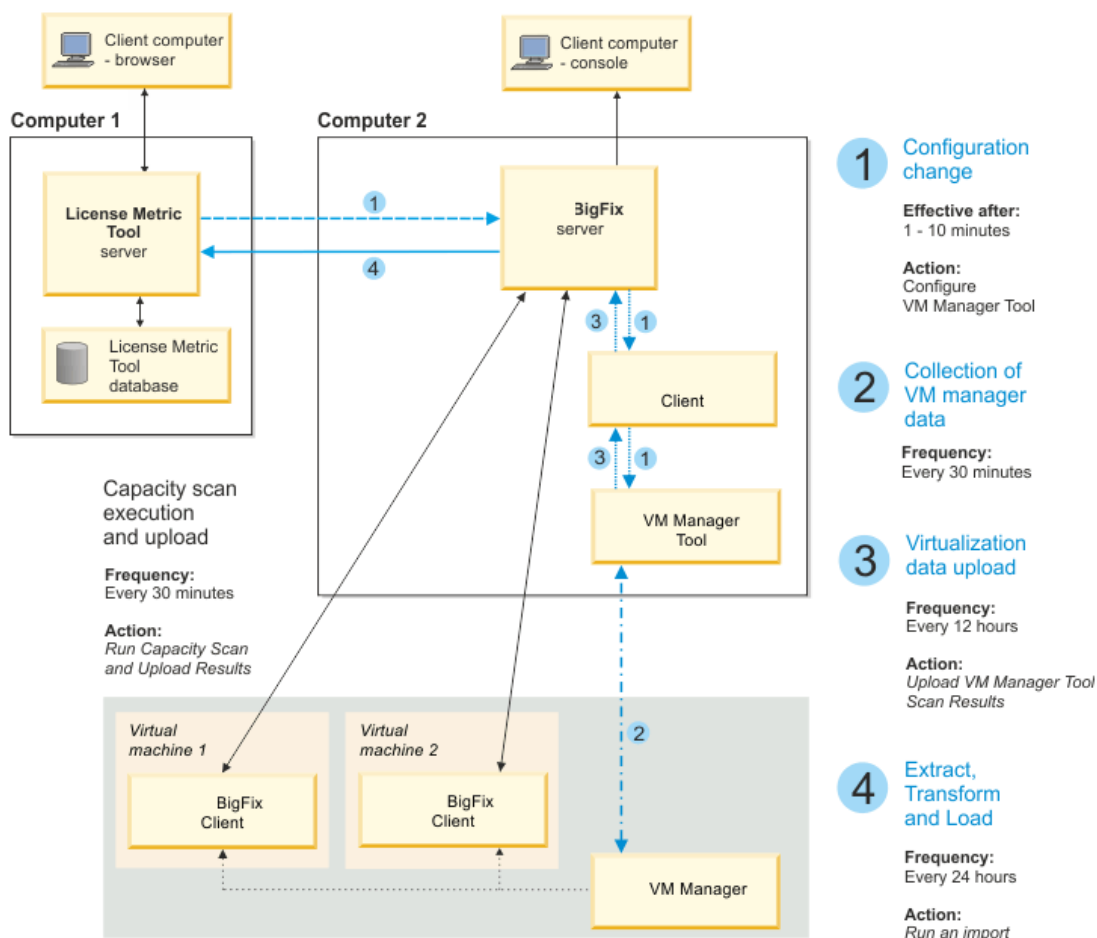 Client computer
- browser
Client computer
- console
Computer 1
Computer 2
License Metric
Tool
server
1
4
BigFix
server
License Metric
Tool
database
3
1
Client
3
1
VM Manager
Tool
Capacity scan
execution
and upload
Frequency:
Every 30 minutes
Action:
Run Capacity Scan
and Upload Results
Virtual
machine 1
BigFix
Client
Virtual
machine 2
BigFix
Client
2
VM Manager
1
Configuration
change
Effective after:
1 - 10 minutes
Action:
Configure
VM Manager Tool
2
Collection of
VM manager
data
Frequency:
Every 30 minutes
3
Virtualization
data upload
Frequency:
Every 12 hours
Action:
Upload VM Manager Tool
Scan Results
4
Extract,
Transform
and Load
Frequency:
Every 24 hours
Action:
Run an import